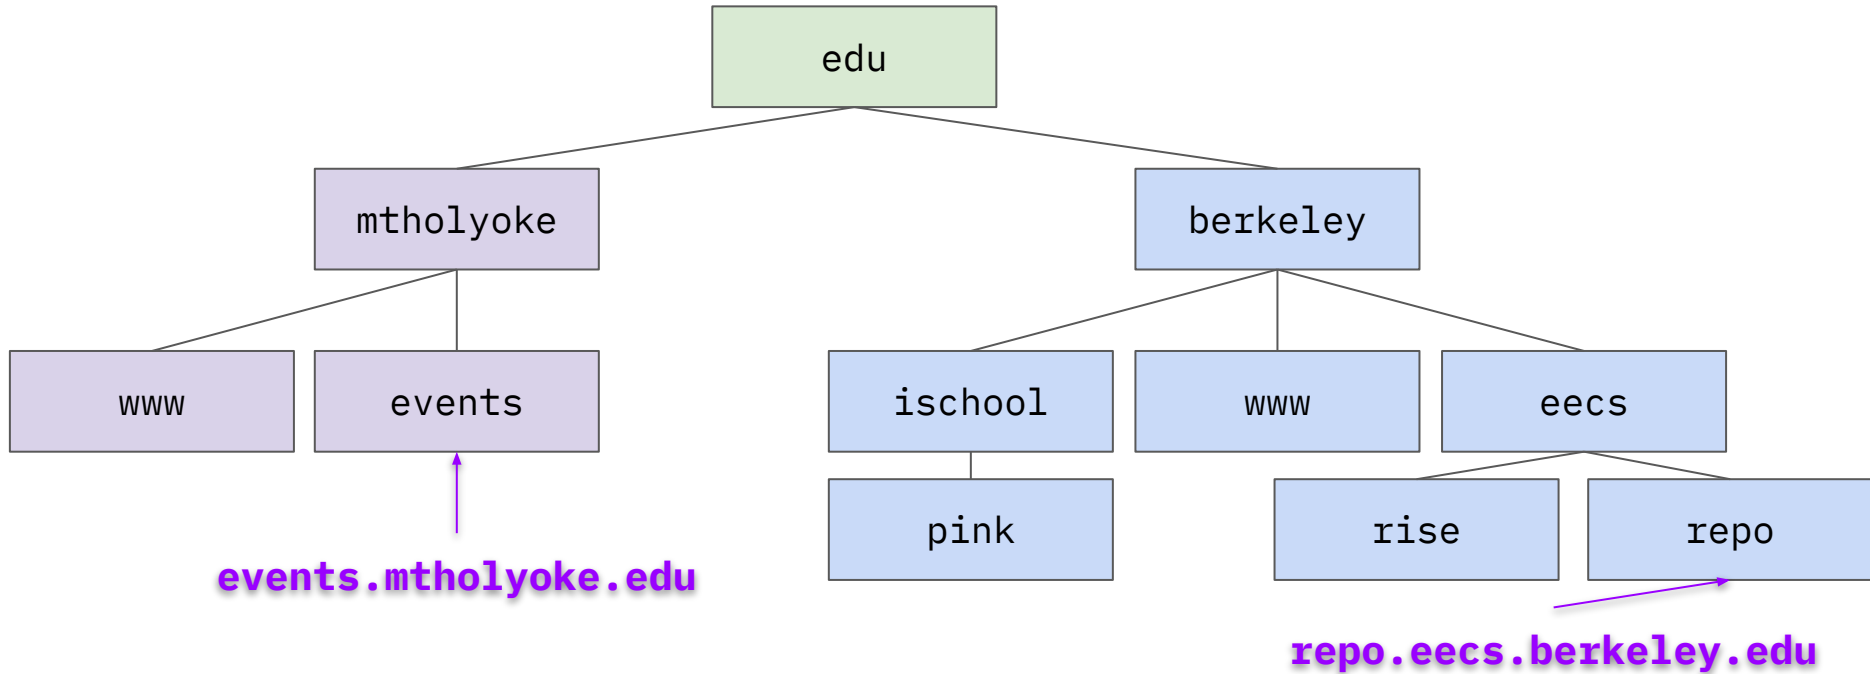 edu
mtholyoke
berkeley
www
events
ischool
www
eecs
pink
rise
repo
events.mtholyoke.edu
repo.eecs.berkeley.edu